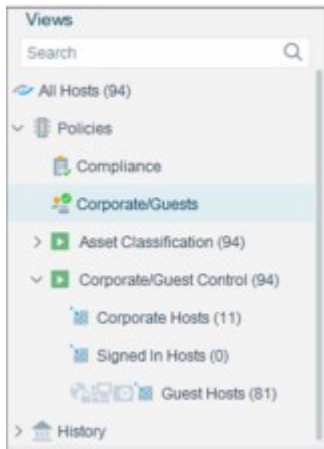 Views
Search
All Hosts (94)
Policies
Compliance
Corporate/Guests
Asset Classification (94)
Corporate/Guest Control (94)
Corporate Hosts (11)
Signed In Hosts (0)
Guest Hosts (81)
History